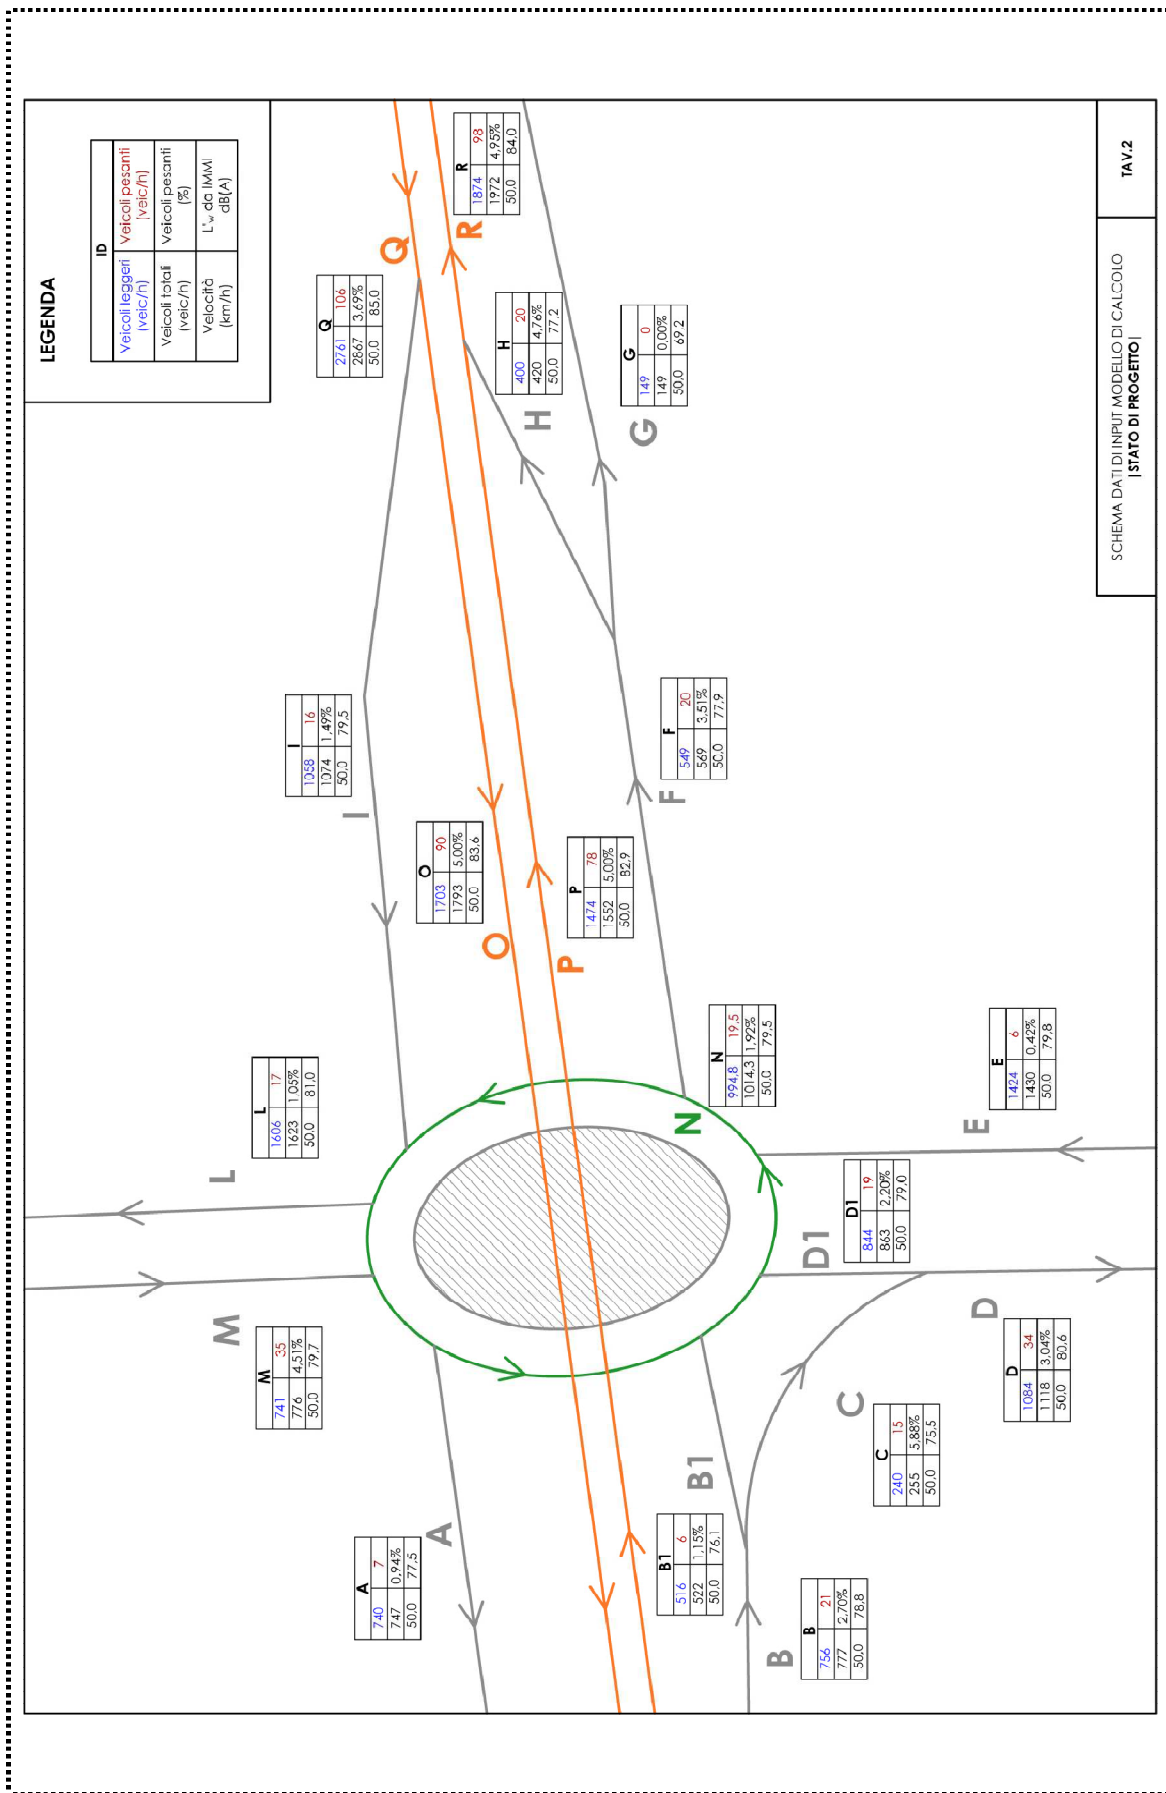 LEGENDA
ID
Veicoli leggeri (veic/h) Veicoli pesanti (veic/h)
Veicoli totali (veic/h) Veicoli pesanti (%)
Velocità (km/h) L'w da IMMI dB(A)
L
1606 17
1623 1,05%
50,0 81,0
L
M
M
741 35
776 4,51%
50,0 79,7
I
1058 16
1074 1,49%
50,0 79,5
I
Q
2761 106
2867 3,69%
50,0 85,0
Q
R
1874 98
1972 4,95%
50,0 84,0
R
A
740 7
747 0,94%
50,0 77,5
A
O
1703 90
1793 5,00%
50,0 83,6
O
P
P
1474 78
1552 5,00%
50,0 82,9
H
400 20
420 4,76%
50,0 77,2
H
G
149 0
149 0,00%
50,0 69,2
G
F
549 20
569 3,51%
50,0 77,9
F
B1
516 6
522 1,15%
50,0 76,1
B1
N
N
994,8 19,5
1014,3 1,92%
50,0 79,5
B
B
756 21
777 2,70%
50,0 78,8
C
C
240 15
255 5,88%
50,0 75,5
D1
D1
844 19
863 2,20%
50,0 79,0
D
D
1084 34
1118 3,04%
50,0 80,6
E
E
1424 6
1430 0,42%
50,0 79,8
SCHEMA DATI DI INPUT MODELLO DI CALCOLO
|STATO DI PROGETTO|
TAV.2